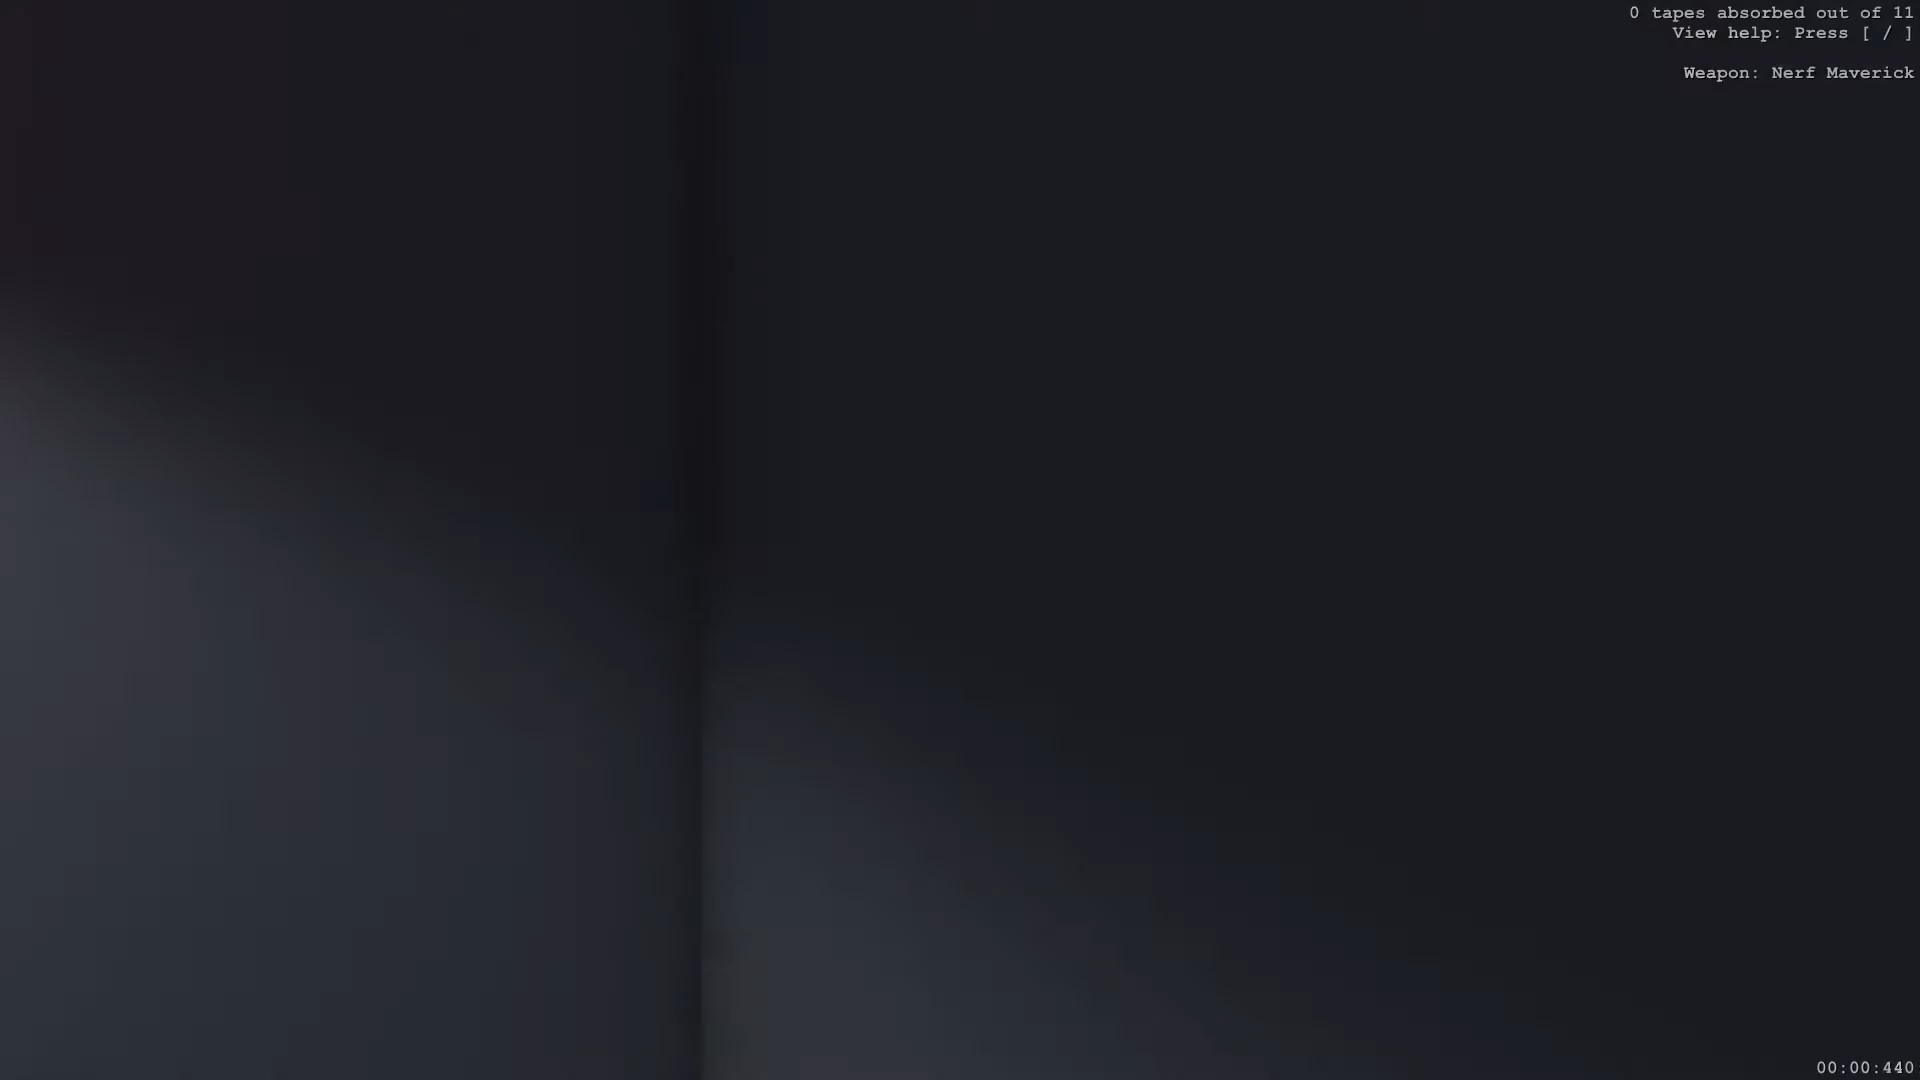 0 tapes absorbed out of 11
View help: Press [ / ]
Weapon: Nerf Maverick
00:00:440